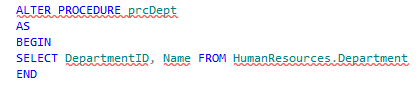 ALTER PROCEDURE prcDept
AS
BEGIN
SELECT DepartmentID, Name FROM HumanResources.Department
END